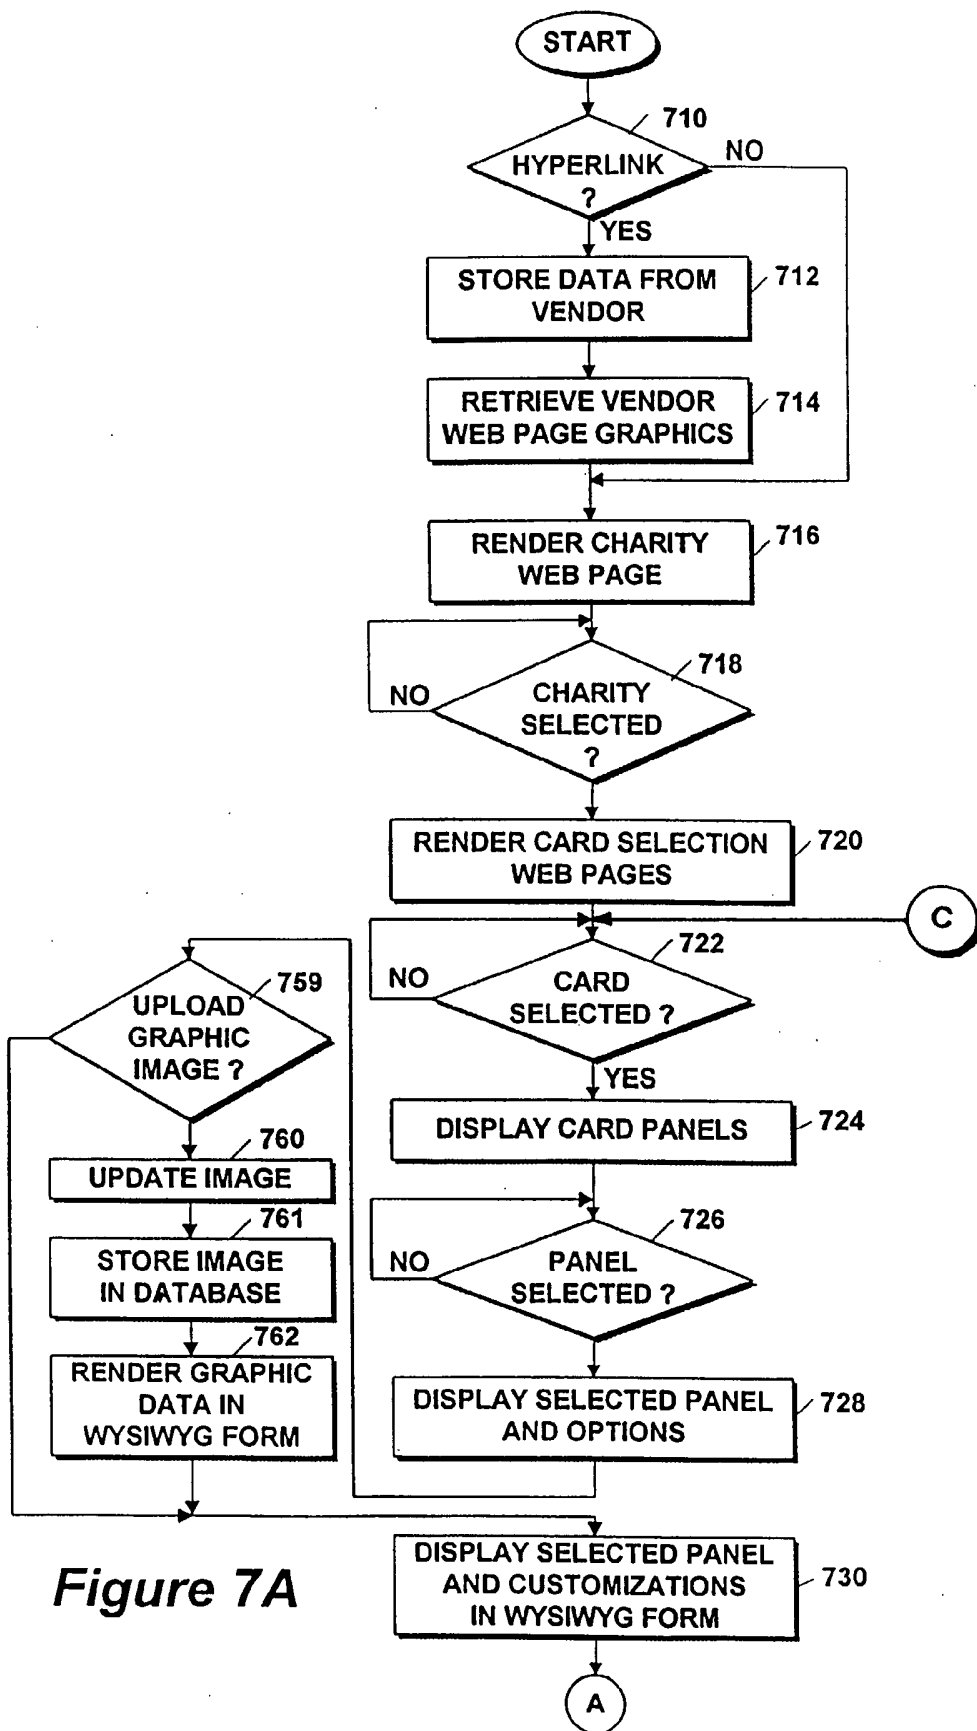 START
710
HYPERLINK
?
NO
YES
STORE DATA FROM
VENDOR
712
RETRIEVE VENDOR
WEB PAGE GRAPHICS
714
RENDER CHARITY
WEB PAGE
716
718
NO
CHARITY
SELECTED
?
RENDER CARD SELECTION
WEB PAGES
720
C
722
NO
CARD
SELECTED ?
YES
DISPLAY CARD PANELS
724
726
NO
PANEL
SELECTED ?
DISPLAY SELECTED PANEL
AND OPTIONS
728
759
UPLOAD
GRAPHIC
IMAGE ?
760
UPDATE IMAGE
761
STORE IMAGE
IN DATABASE
762
RENDER GRAPHIC
DATA IN
WYSIWYG FORM
DISPLAY SELECTED PANEL
AND CUSTOMIZATIONS
IN WYSIWYG FORM
730
A
Figure 7A